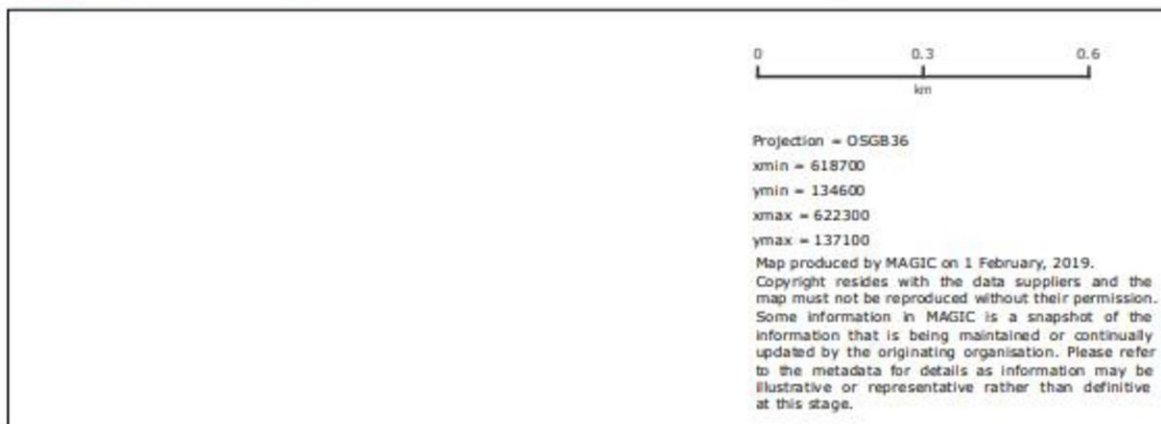 0 0.3 0.6
km
Projection = OSGB36
xmin = 618700
ymin = 134600
xmax = 622300
ymax = 137100
Map produced by MAGIC on 1 February, 2019.
Copyright resides with the data suppliers and the
map must not be reproduced without their permission.
Some information in MAGIC is a snapshot of the
information that is being maintained or continually
updated by the originating organisation. Please refer
to the metadata for details as information may be
illustrative or representative rather than definitive
at this stage.